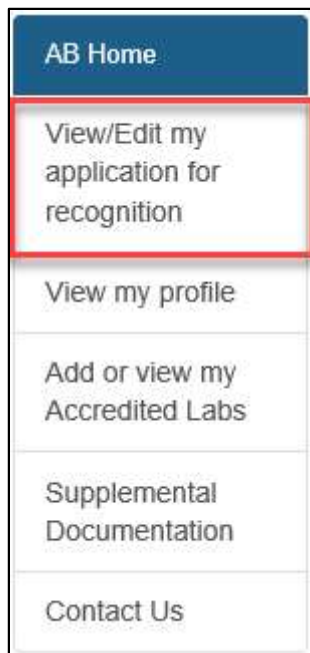 AB Home
View/Edit my
application for
recognition
View my profile
Add or view my
Accredited Labs
Supplemental
Documentation
Contact Us